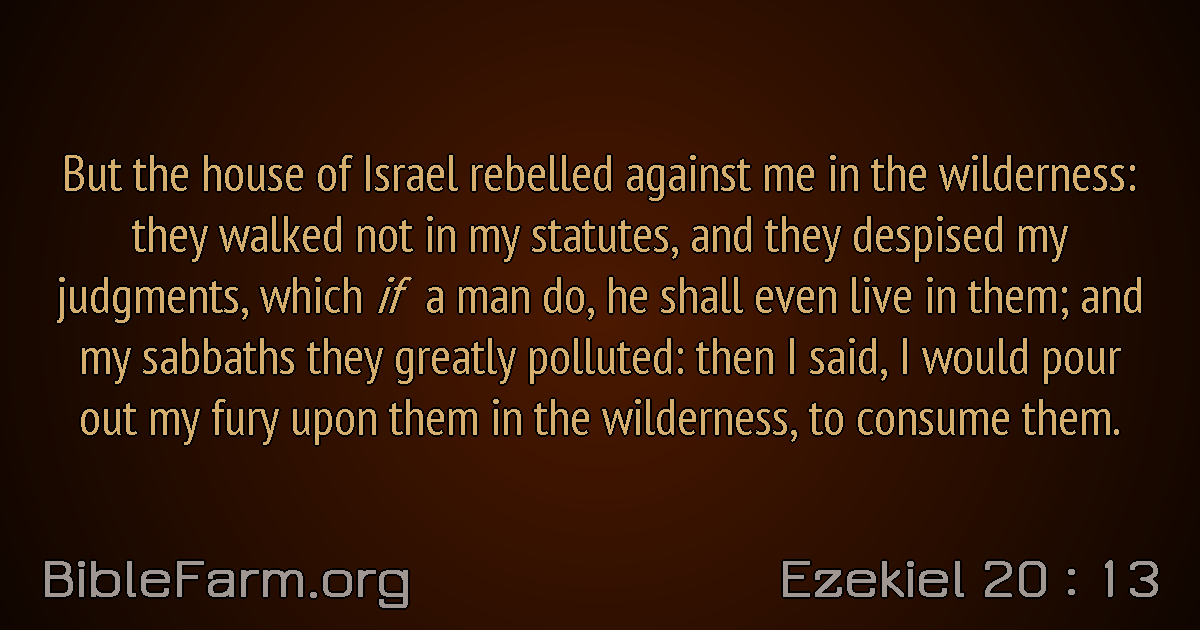 But the house of Israel rebelled against me in the wilderness:
they walked not in my statutes, and they despised my
judgments, which if a man do, he shall even live in them; and
my sabbaths they greatly polluted: then I said, I would pour
out my fury upon them in the wilderness, to consume them.
BibleFarm.org
Ezekiel 20 : 13